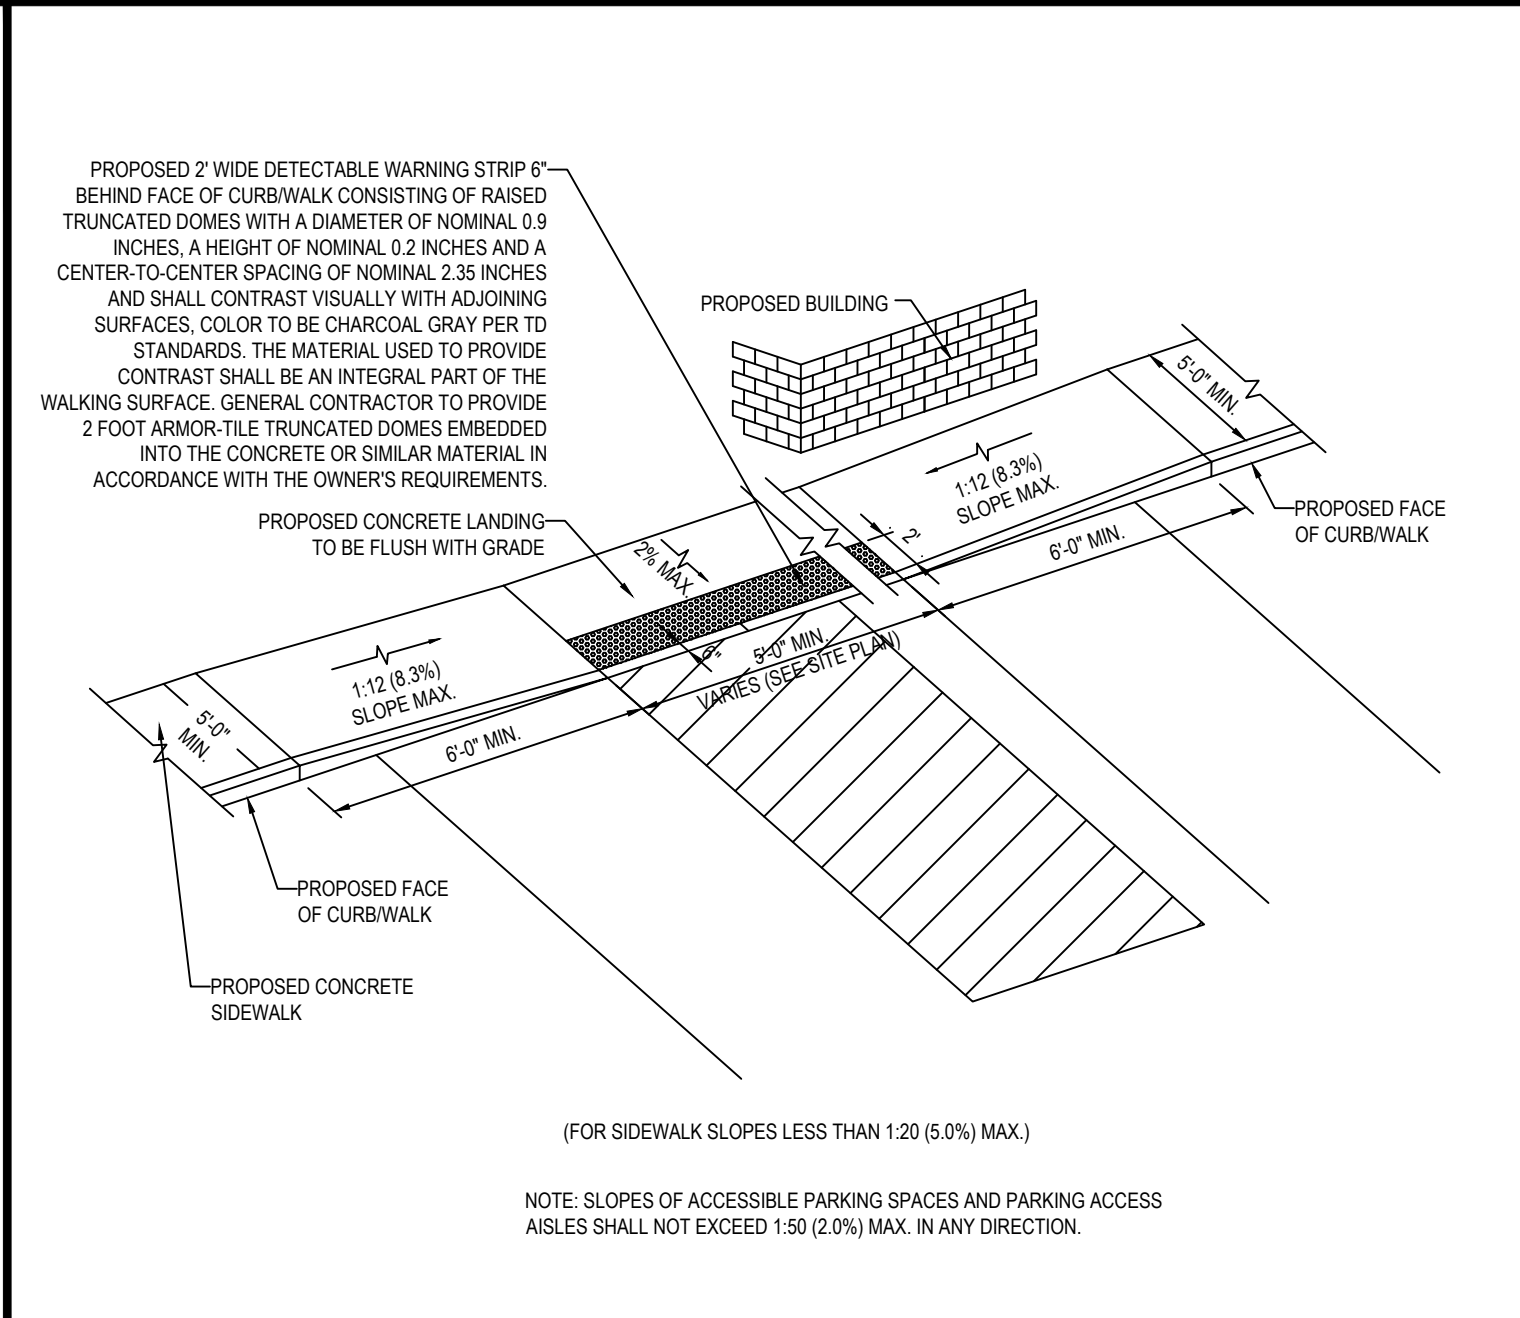 PROPOSED 2' WIDE DETECTABLE WARNING STRIP 6"
BEHIND FACE OF CURB/WALK CONSISTING OF RAISED
TRUNCATED DOMES WITH A DIAMETER OF NOMINAL 0.9
INCHES, A HEIGHT OF NOMINAL 0.2 INCHES AND A
CENTER-TO-CENTER SPACING OF NOMINAL 2.35 INCHES
AND SHALL CONTRAST VISUALLY WITH ADJOINING
SURFACES, COLOR TO BE CHARCOAL GRAY PER TD
STANDARDS. THE MATERIAL USED TO PROVIDE
CONTRAST SHALL BE AN INTEGRAL PART OF THE
WALKING SURFACE. GENERAL CONTRACTOR TO PROVIDE
2 FOOT ARMOR-TILE TRUNCATED DOMES EMBEDDED
INTO THE CONCRETE OR SIMILAR MATERIAL IN
ACCORDANCE WITH THE OWNER'S REQUIREMENTS.
PROPOSED CONCRETE LANDING
TO BE FLUSH WITH GRADE
PROPOSED BUILDING
5'-0" MIN.
1:12 (8.3%)
SLOPE MAX.
PROPOSED FACE
OF CURB/WALK
2'
6'-0" MIN.
2% MAX.
6"
5'-0" MIN.
VARIES (SEE SITE PLAN)
1:12 (8.3%)
SLOPE MAX.
5'-0"
MIN.
6'-0" MIN.
PROPOSED FACE
OF CURB/WALK
PROPOSED CONCRETE
SIDEWALK
(FOR SIDEWALK SLOPES LESS THAN 1:20 (5.0%) MAX.)
NOTE: SLOPES OF ACCESSIBLE PARKING SPACES AND PARKING ACCESS
AISLES SHALL NOT EXCEED 1:50 (2.0%) MAX. IN ANY DIRECTION.